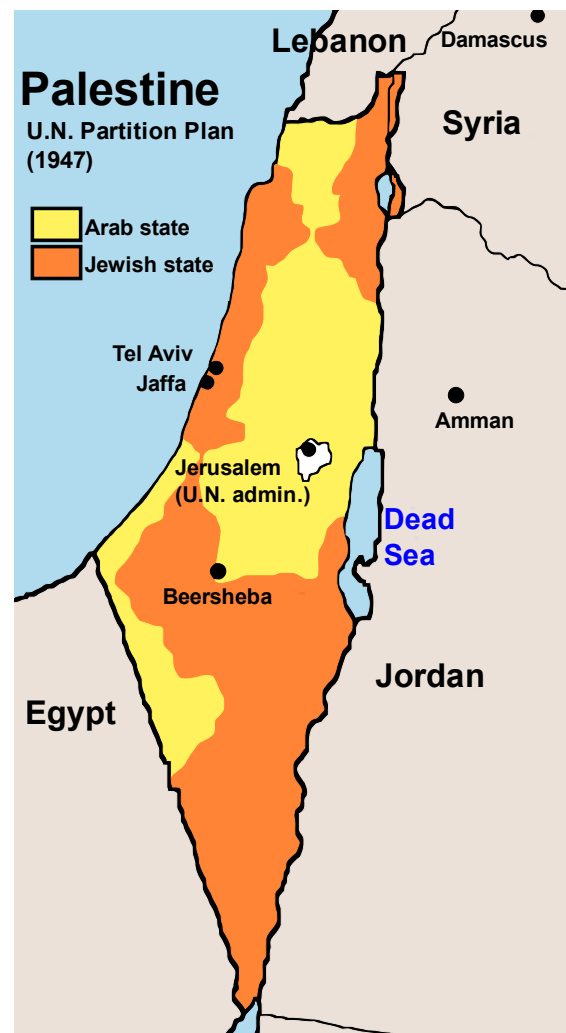 Lebanon
Damascus
Palestine
U.N. Partition Plan
(1947)
Syria
Arab state
Jewish state
Tel Aviv
Jaffa
Amman
Jerusalem
(U.N. admin.)
Dead
Sea
Beersheba
Jordan
Egypt